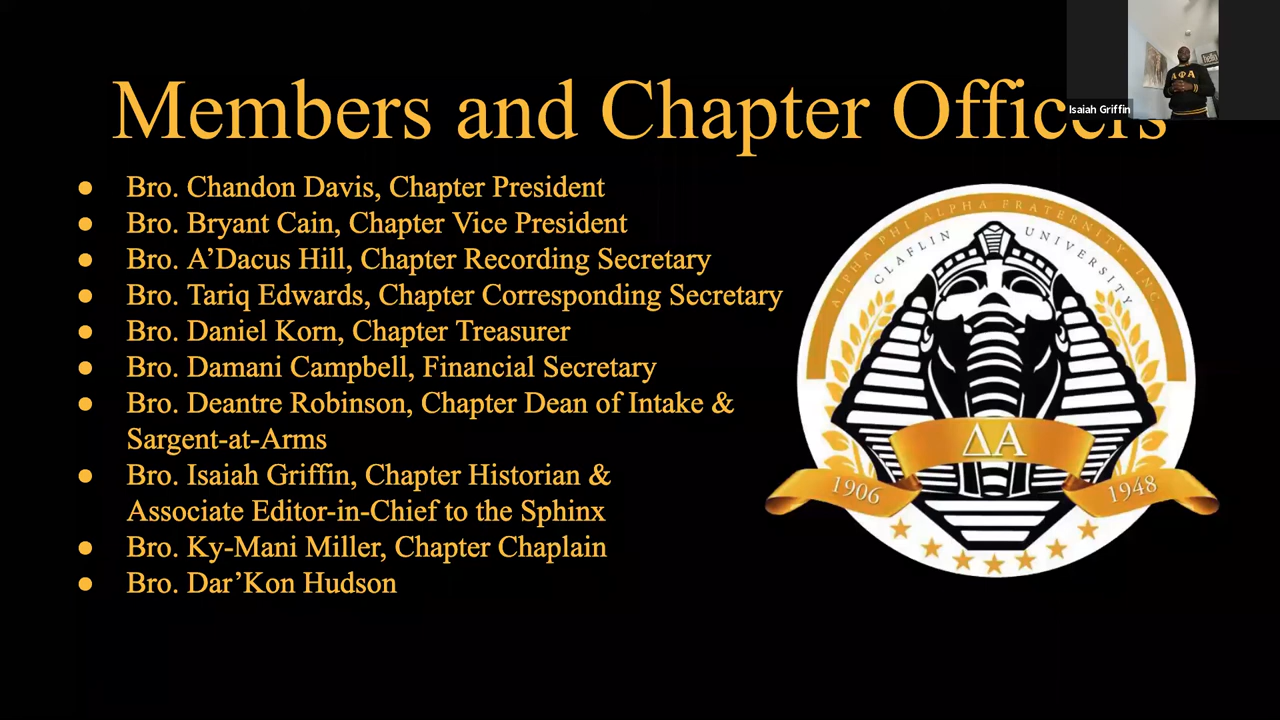 Members and Chapter Officers
Isaiah Griffin
ΑΦΑ
hello
● Bro. Chandon Davis, Chapter President
● Bro. Bryant Cain, Chapter Vice President
● Bro. A’Dacus Hill, Chapter Recording Secretary
● Bro. Tariq Edwards, Chapter Corresponding Secretary
● Bro. Daniel Korn, Chapter Treasurer
● Bro. Damani Campbell, Financial Secretary
● Bro. Deantre Robinson, Chapter Dean of Intake &
Sargent-at-Arms
● Bro. Isaiah Griffin, Chapter Historian &
Associate Editor-in-Chief to the Sphinx
● Bro. Ky-Mani Miller, Chapter Chaplain
● Bro. Dar’Kon Hudson
ALPHA PHI ALPHA FRATERNITY, INC
CLAFLIN UNIVERSITY
ΔΑ
1906
1948